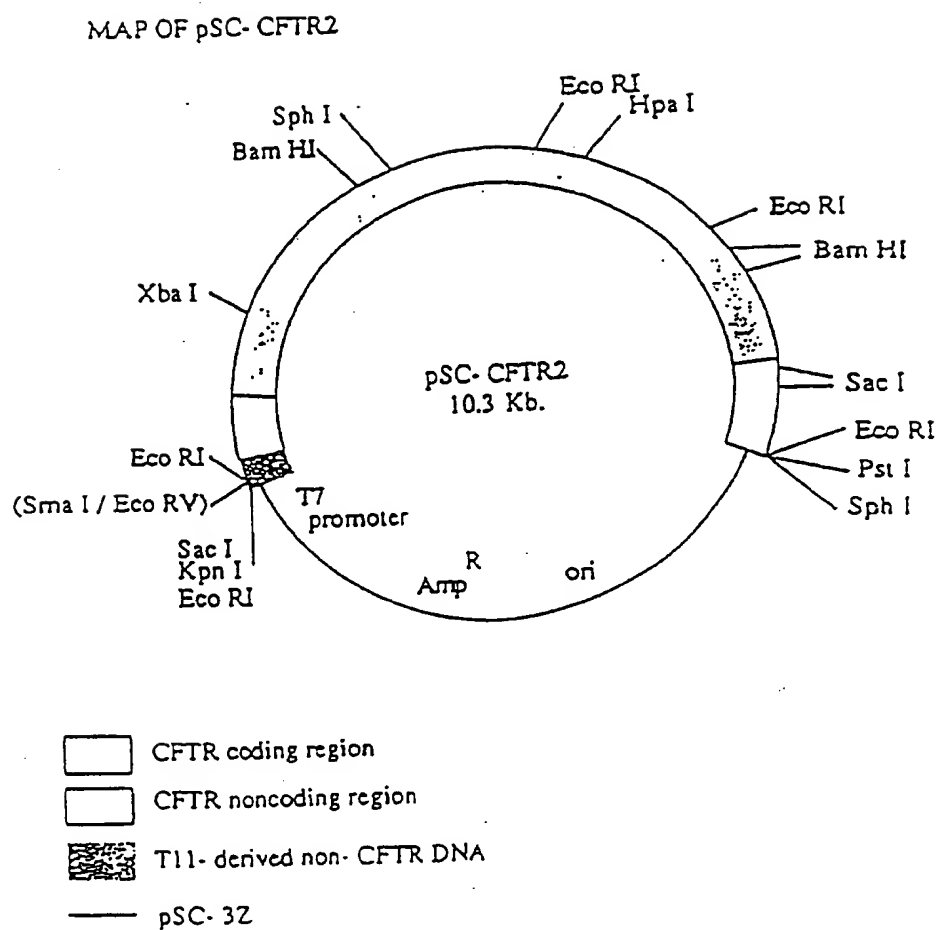 MAP OF pSC- CFTR2
Eco RI
Hpa I
Sph I
Bam HI
Eco RI
Bam HI
Xba I
pSC- CFTR2
10.3 Kb.
Sac I
Eco RI
Pst I
Sph I
Eco RI
(Sma I / Eco RV)
T7
promoter
Sac I
Kpn I
Eco RI
Amp R
ori
CFTR coding region
CFTR noncoding region
T11- derived non- CFTR DNA
pSC- 3Z